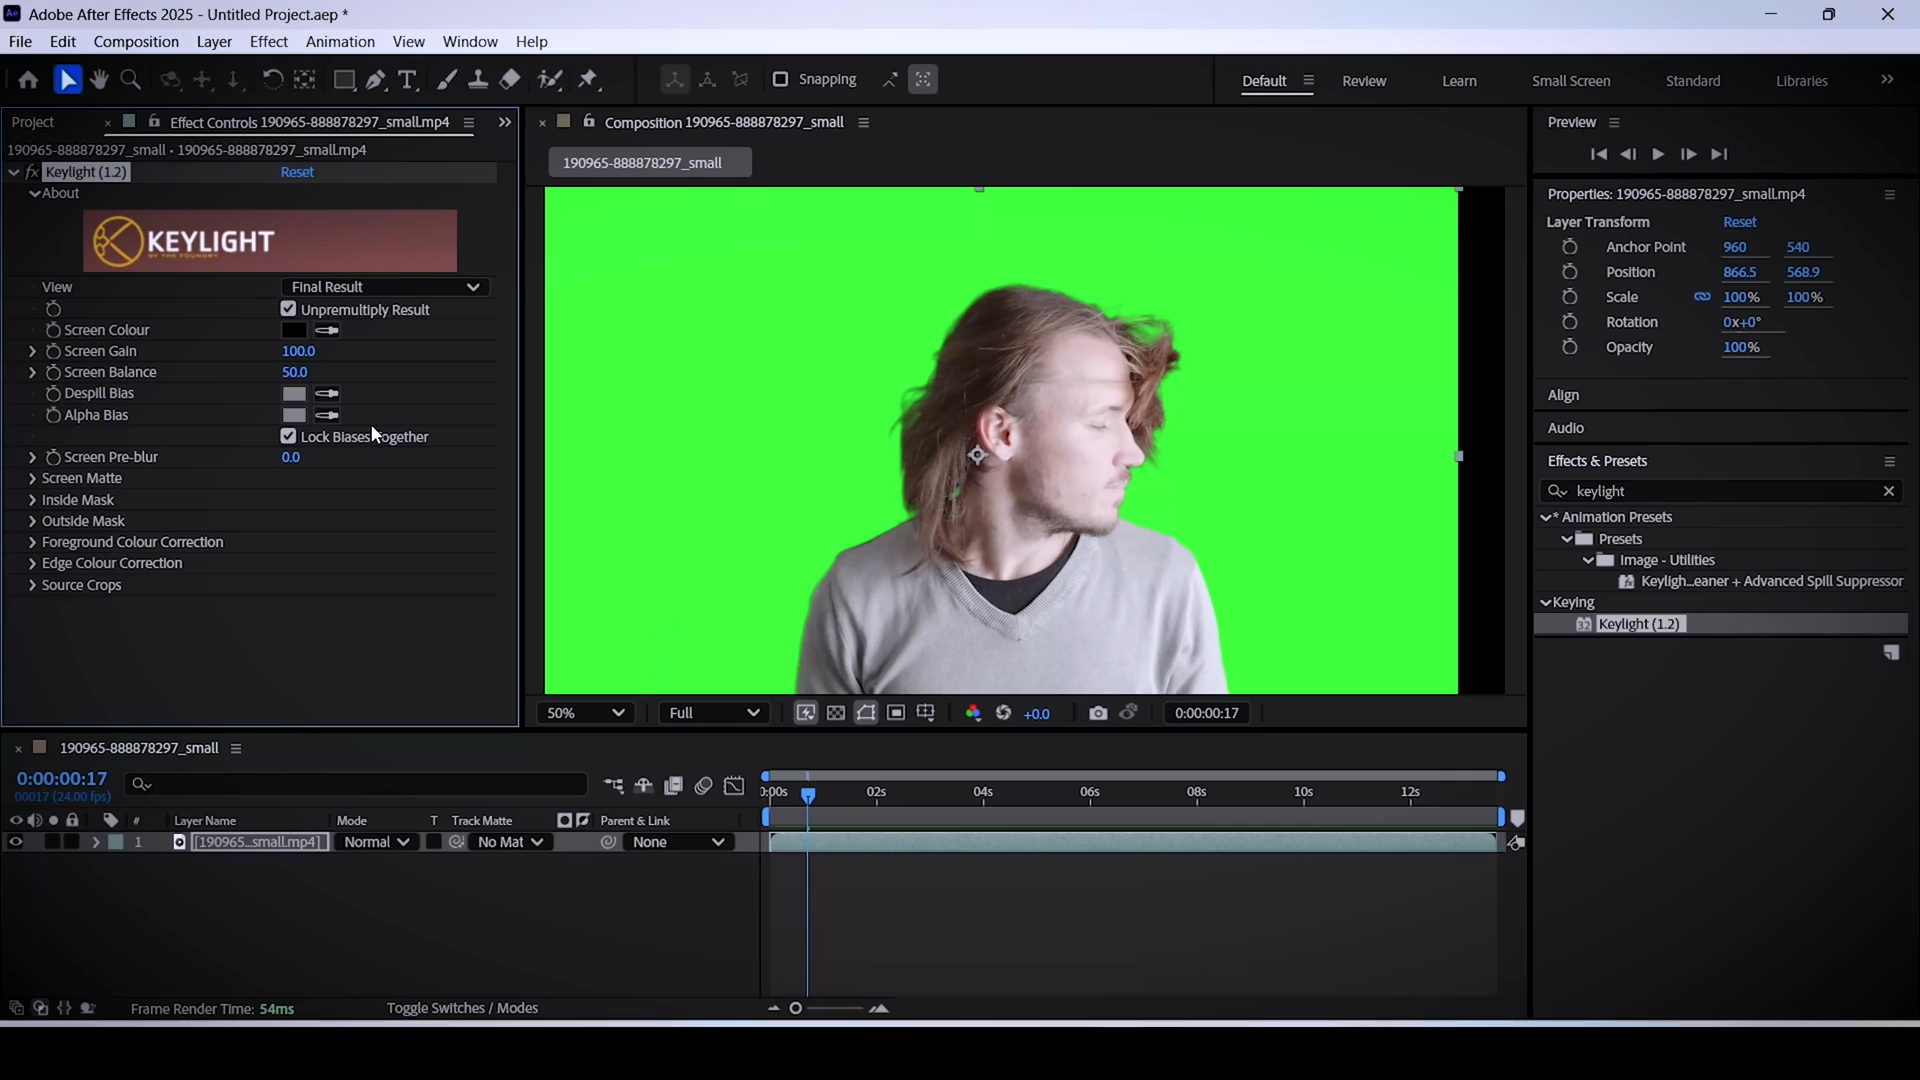 Adobe After Effects 2025 - Untitled Project.aep *
File Edit Composition Layer Effect Animation View Window Help
T Snapping Default Review Learn Small Screen Standard Libraries
Project × Effect Controls 190965-888878297_small.mp4
190965-888878297_small • 190965-888878297_small.mp4
fx Keylight (1.2) Reset
About
KEYLIGHT
BY THE FOUNDRY
View Final Result
Unpremultiply Result
Screen Colour
Screen Gain 100.0
Screen Balance 50.0
Despill Bias
Alpha Bias
Lock Biases Together
Screen Pre-blur 0.0
Screen Matte
Inside Mask
Outside Mask
Foreground Colour Correction
Edge Colour Correction
Source Crops
× Composition 190965-888878297_small
190965-888878297_small
50% Full +0.0 0:00:00:17
Preview
Properties: 190965-888878297_small.mp4
Layer Transform Reset
Anchor Point 960 540
Position 866.5 568.9
Scale 100% 100%
Rotation 0x+0°
Opacity 100%
Align
Audio
Effects & Presets
keylight
* Animation Presets
Presets
Image - Utilities
Keyligh...eaner + Advanced Spill Suppressor
Keying
32 Keylight (1.2)
× 190965-888878297_small
0:00:00:17
00017 (24.00 fps)
0:00s 02s 04s 06s 08s 10s 12s
# Layer Name Mode T Track Matte Parent & Link
1 [190965...small.mp4] Normal No Mat None
Frame Render Time: 54ms Toggle Switches / Modes